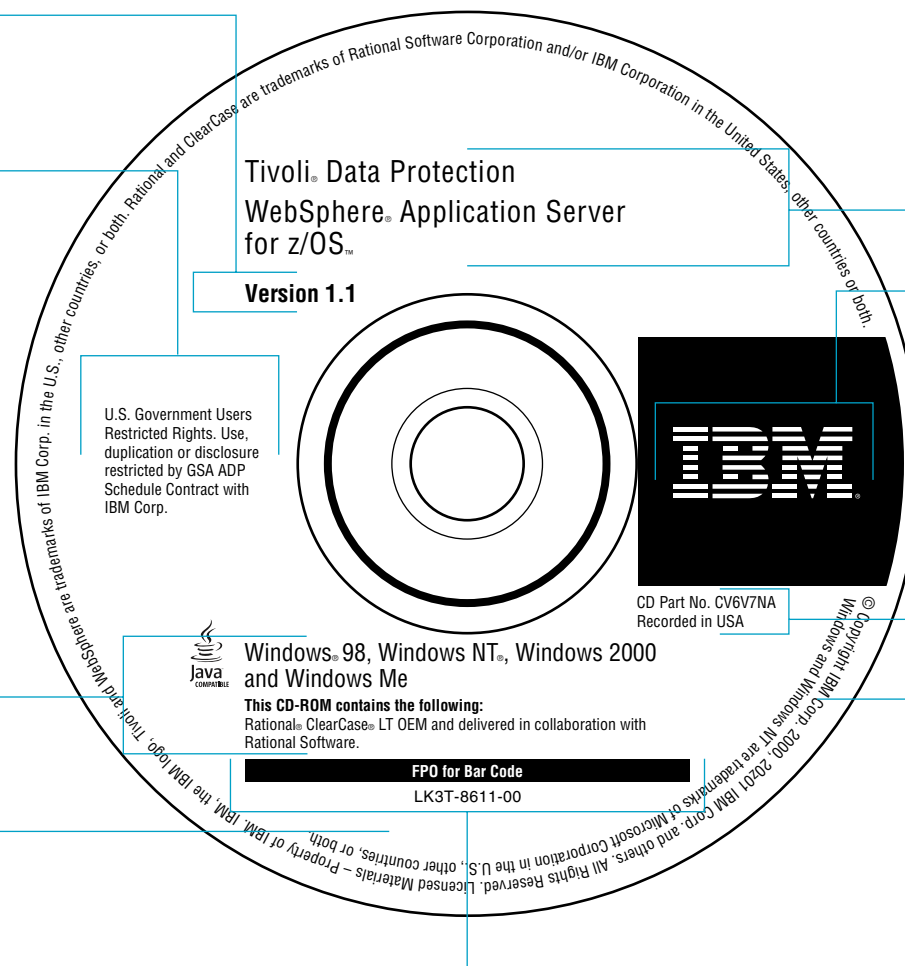 Tivoli® Data Protection
WebSphere® Application Server
for z/OS™
Version 1.1
U.S. Government Users
Restricted Rights. Use,
duplication or disclosure
restricted by GSA ADP
Schedule Contract with
IBM Corp.
IBM®
CD Part No. CV6V7NA
Recorded in USA
Java
COMPATIBLE
Windows® 98, Windows NT®, Windows 2000
and Windows Me
This CD-ROM contains the following:
Rational® ClearCase® LT OEM and delivered in collaboration with
Rational Software.
FPO for Bar Code
LK3T-8611-00
© Copyright IBM Corp. 2000, 20z01 IBM Corp. and others. All Rights Reserved. Licensed Materials – Property of IBM. IBM, the IBM logo, Tivoli and WebSphere are trademarks of IBM Corp. in the U.S., other countries, or both. Rational and ClearCase are trademarks of Rational Software Corporation and/or IBM Corporation in the United States, other countries or both.
Windows and Windows NT are trademarks of Microsoft Corporation in the U.S., other countries, or both.